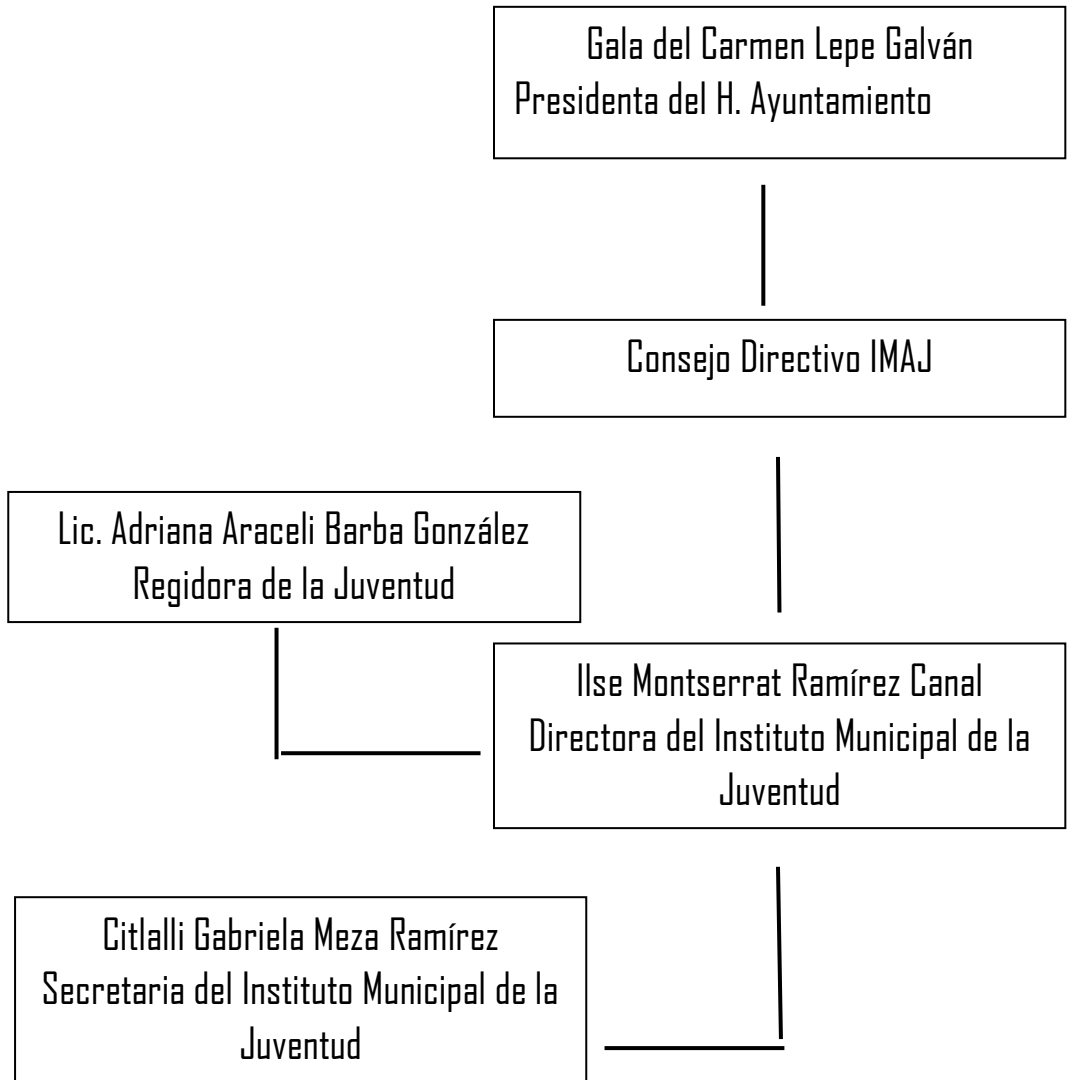 Gala del Carmen Lepe Galván
Presidenta del H. Ayuntamiento
Consejo Directivo IMAJ
Lic. Adriana Araceli Barba González
Regidora de la Juventud
Ilse Montserrat Ramírez Canal
Directora del Instituto Municipal de la
Juventud
Citlalli Gabriela Meza Ramírez
Secretaria del Instituto Municipal de la
Juventud